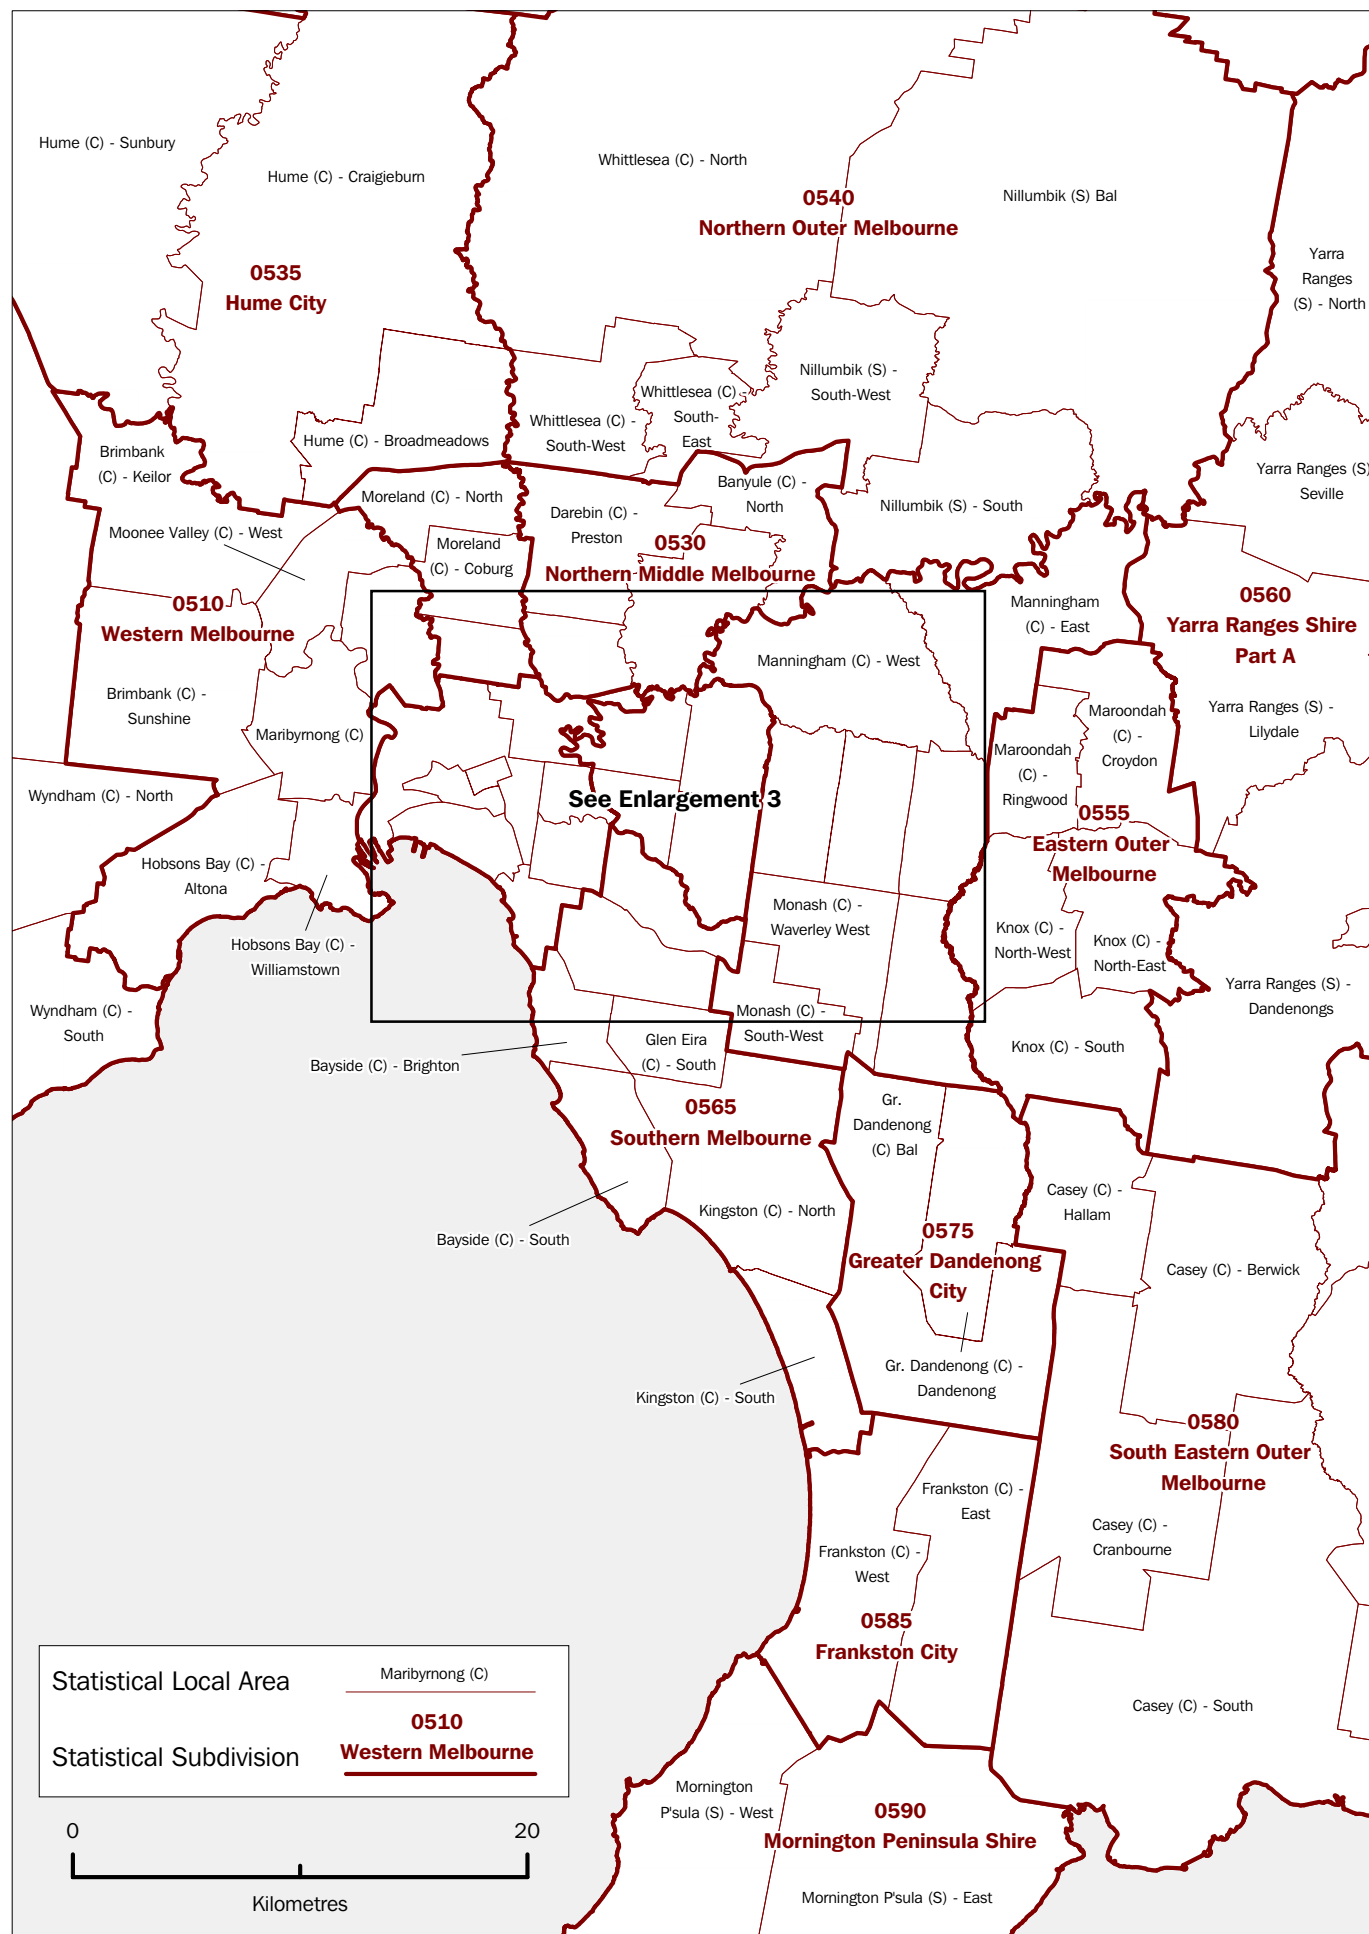 Hume (C) - Sunbury
Hume (C) - Craigieburn
Whittlesea (C) - North
0540
Northern Outer Melbourne
Nillumbik (S) Bal
Yarra
Ranges
(S) - North
0535
Hume City
Nillumbik (S) -
South-West
Whittlesea (C) -
South-
East
Whittlesea (C) -
South-West
Hume (C) - Broadmeadows
Brimbank
(C) - Keilor
Yarra Ranges (S)
Seville
Moreland (C) - North
Banyule (C) -
North
Nillumbik (S) - South
Darebin (C) -
Preston
Moonee Valley (C) - West
Moreland
(C) - Coburg
0530
Northern Middle Melbourne
0510
Western Melbourne
Manningham
(C) - East
0560
Yarra Ranges Shire
Part A
Manningham (C) - West
Brimbank (C) -
Sunshine
Maribyrnong (C)
Maroondah
(C) -
Croydon
Yarra Ranges (S) -
Lilydale
Maroondah
(C) -
Ringwood
Wyndham (C) - North
See Enlargement 3
0555
Eastern Outer
Melbourne
Hobsons Bay (C) -
Altona
Monash (C) -
Waverley West
Hobsons Bay (C) -
Williamstown
Knox (C) -
North-West
Knox (C) -
North-East
Yarra Ranges (S) -
Dandenongs
Wyndham (C) -
South
Monash (C) -
South-West
Glen Eira
(C) - South
Knox (C) - South
Bayside (C) - Brighton
0565
Southern Melbourne
Gr.
Dandenong
(C) Bal
Casey (C) -
Hallam
Kingston (C) - North
Bayside (C) - South
0575
Greater Dandenong
City
Casey (C) - Berwick
Gr. Dandenong (C) -
Dandenong
Kingston (C) - South
0580
South Eastern Outer
Melbourne
Frankston (C) -
East
Casey (C) -
Cranbourne
Frankston (C) -
West
0585
Frankston City
Casey (C) - South
Statistical Local Area
Maribyrnong (C)
0510
Western Melbourne
Statistical Subdivision
Mornington
P'sula (S) - West
0590
Mornington Peninsula Shire
Mornington P'sula (S) - East
0
20
Kilometres